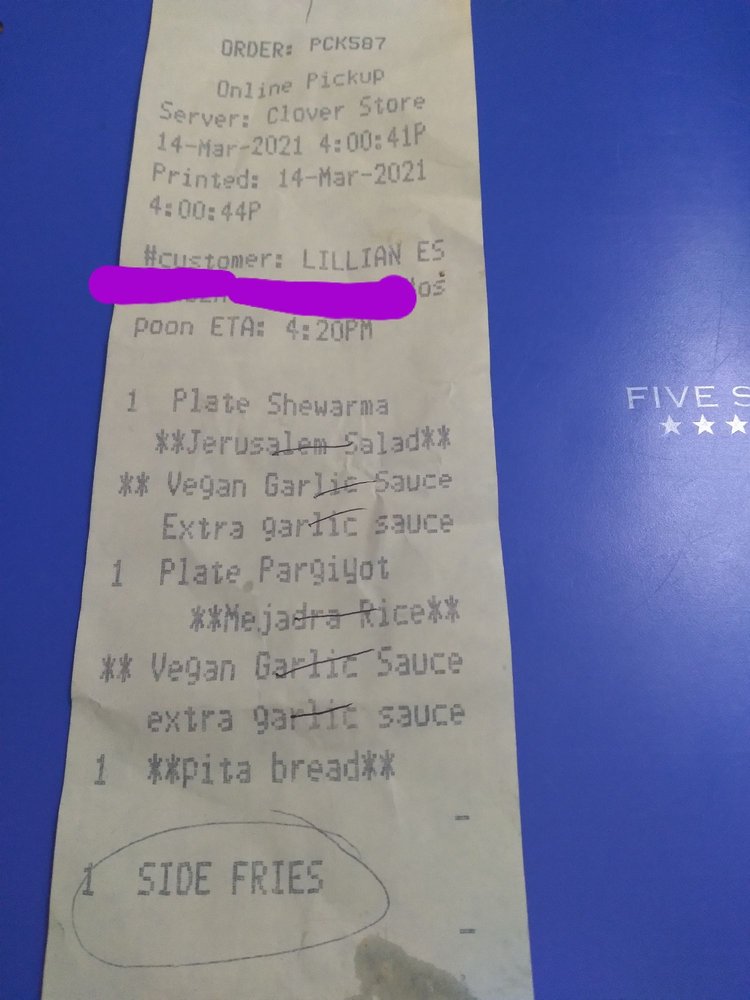 ORDER: PCK587
Online Pickup
Server: Clover Store
14-Mar-2021 4:00:41P
Printed: 14-Mar-2021
4:00:44P
#customer: LILLIAN ES
poon ETA: 4:20PM
1 Plate Shewarma
**Jerusalem Salad**
** Vegan Garlic Sauce
Extra garlic sauce
1 Plate Pargiyot
**Mejadra Rice**
** Vegan Garlic Sauce
extra garlic sauce
1 **pita bread**
-
1 SIDE FRIES
-
FIVE S